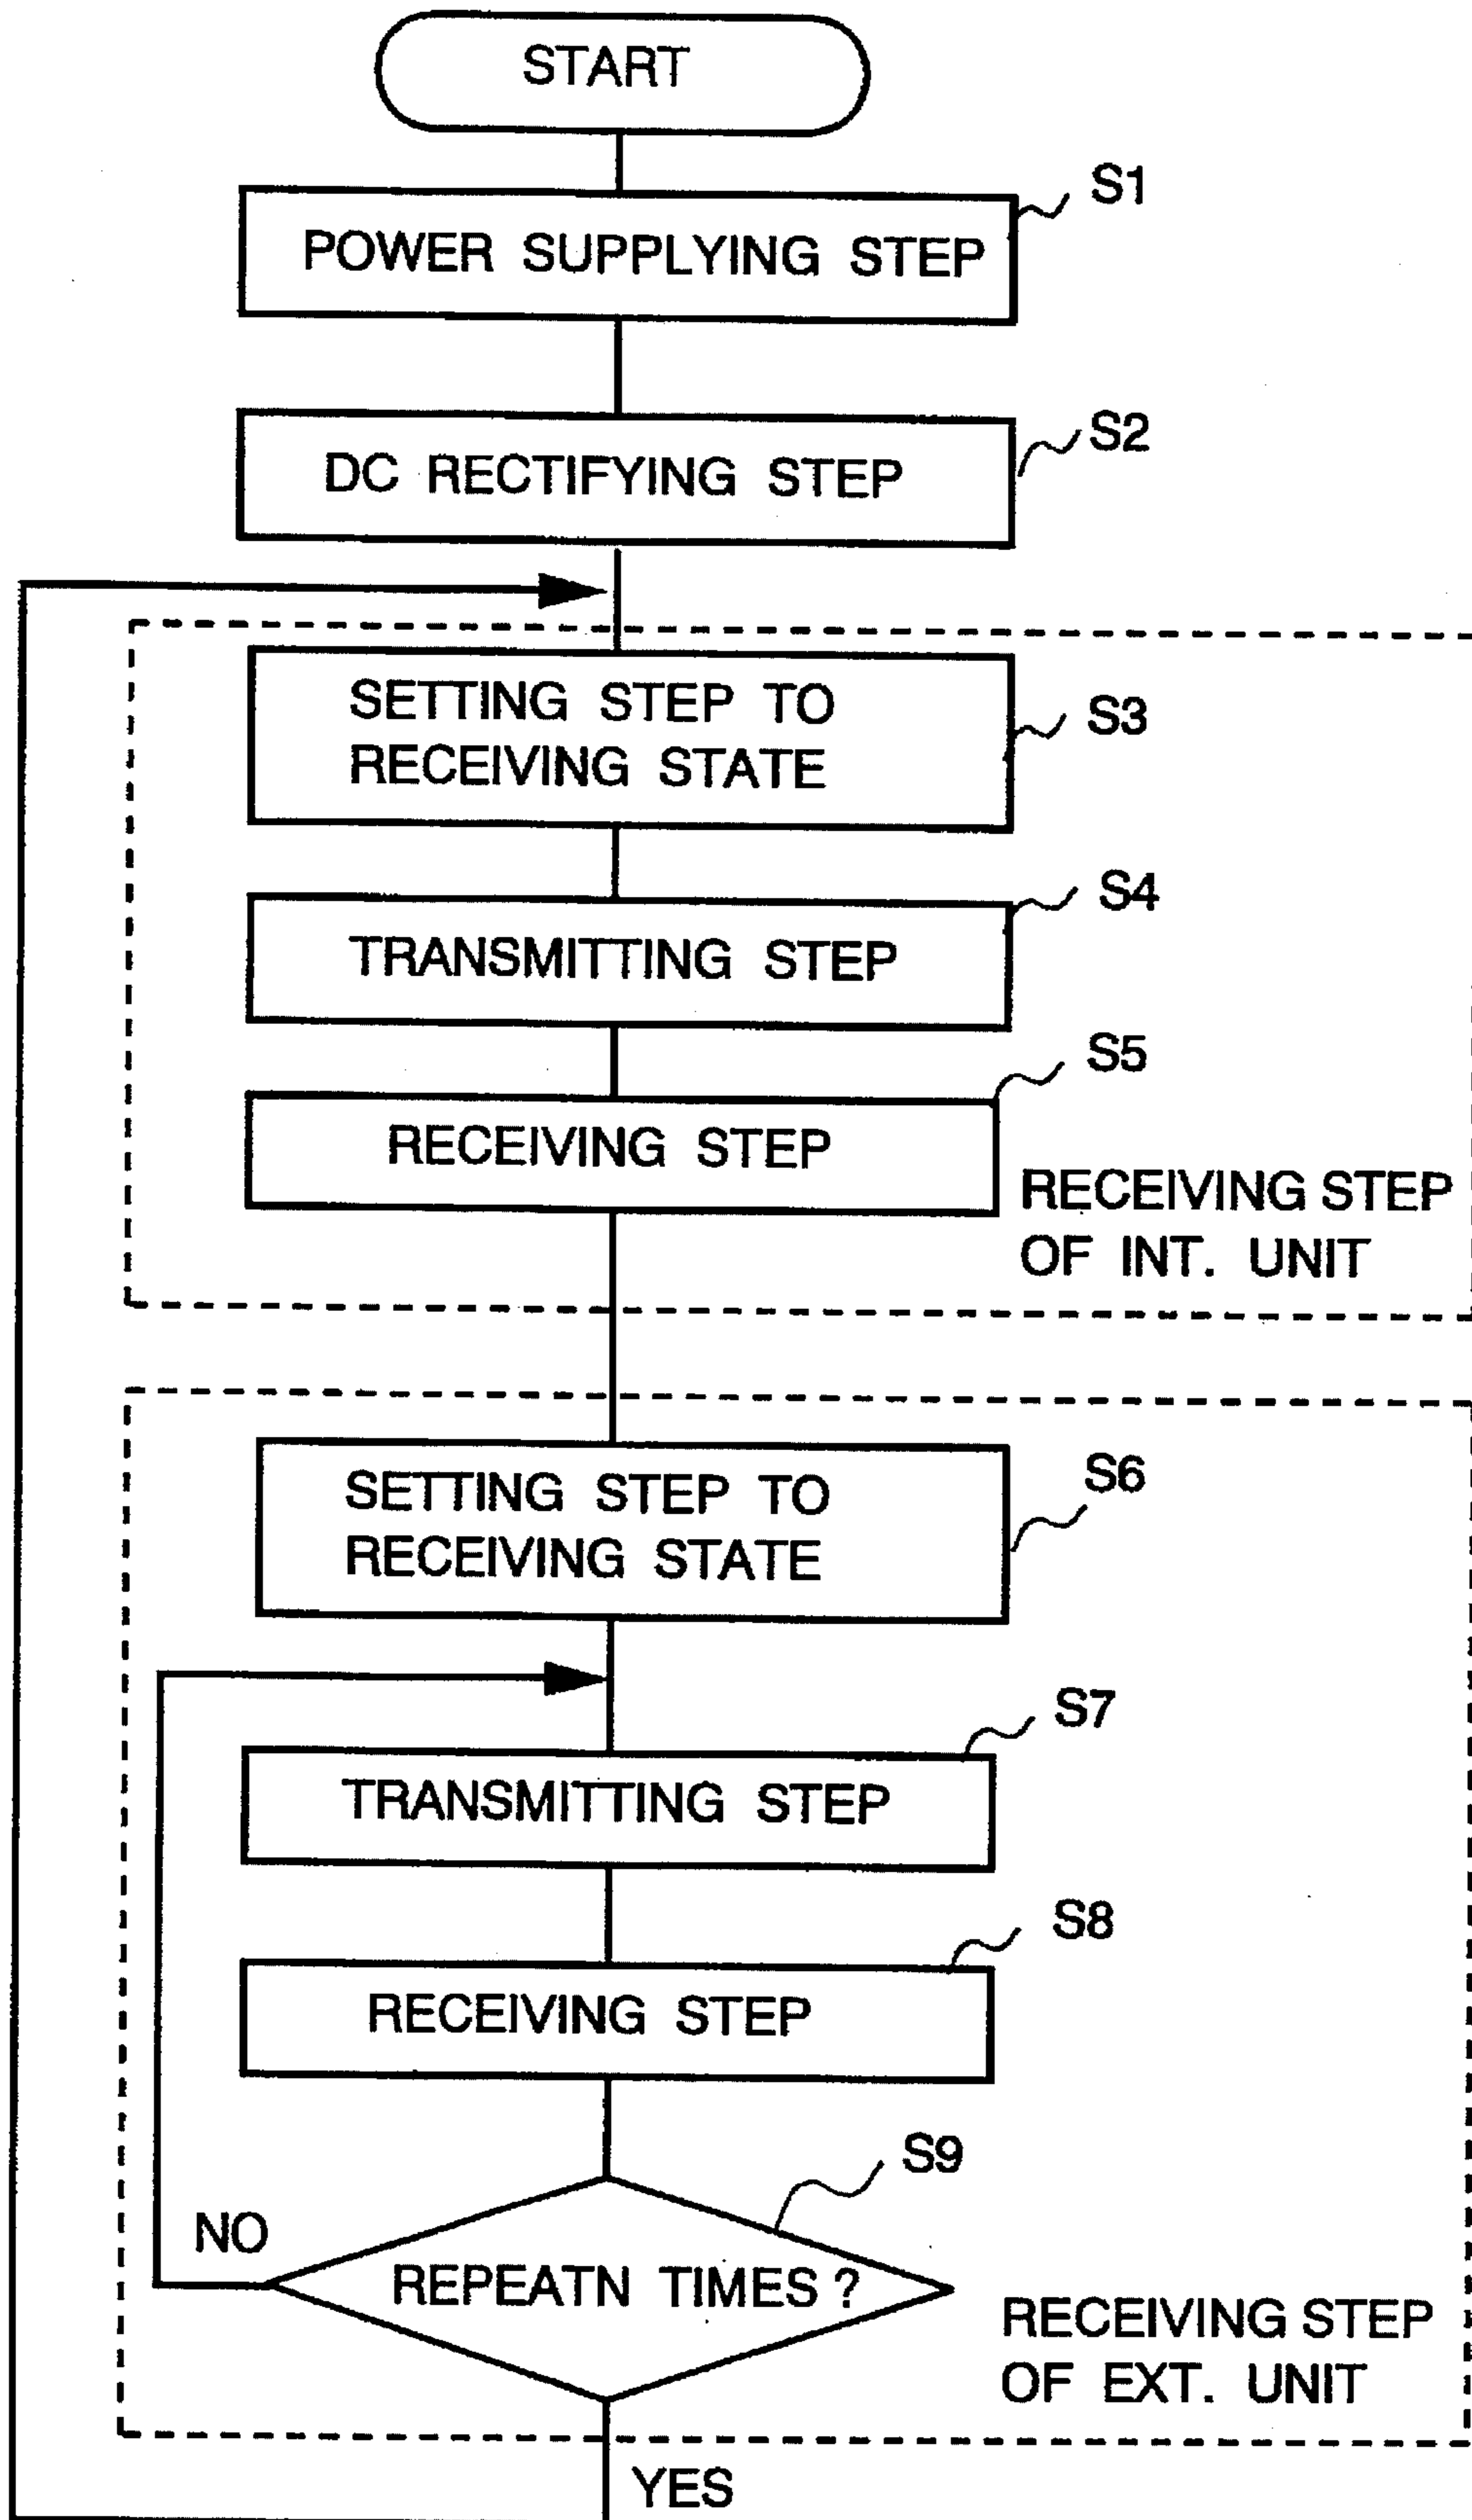 START
S1
POWER SUPPLYING STEP
S2
DC RECTIFYING STEP
SETTING STEP TO
RECEIVING STATE
S3
S4
TRANSMITTING STEP
S5
RECEIVING STEP
RECEIVING STEP
OF INT. UNIT
SETTING STEP TO
RECEIVING STATE
S6
S7
TRANSMITTING STEP
S8
RECEIVING STEP
S9
NO
REPEATN TIMES ?
RECEIVING STEP
OF EXT. UNIT
YES